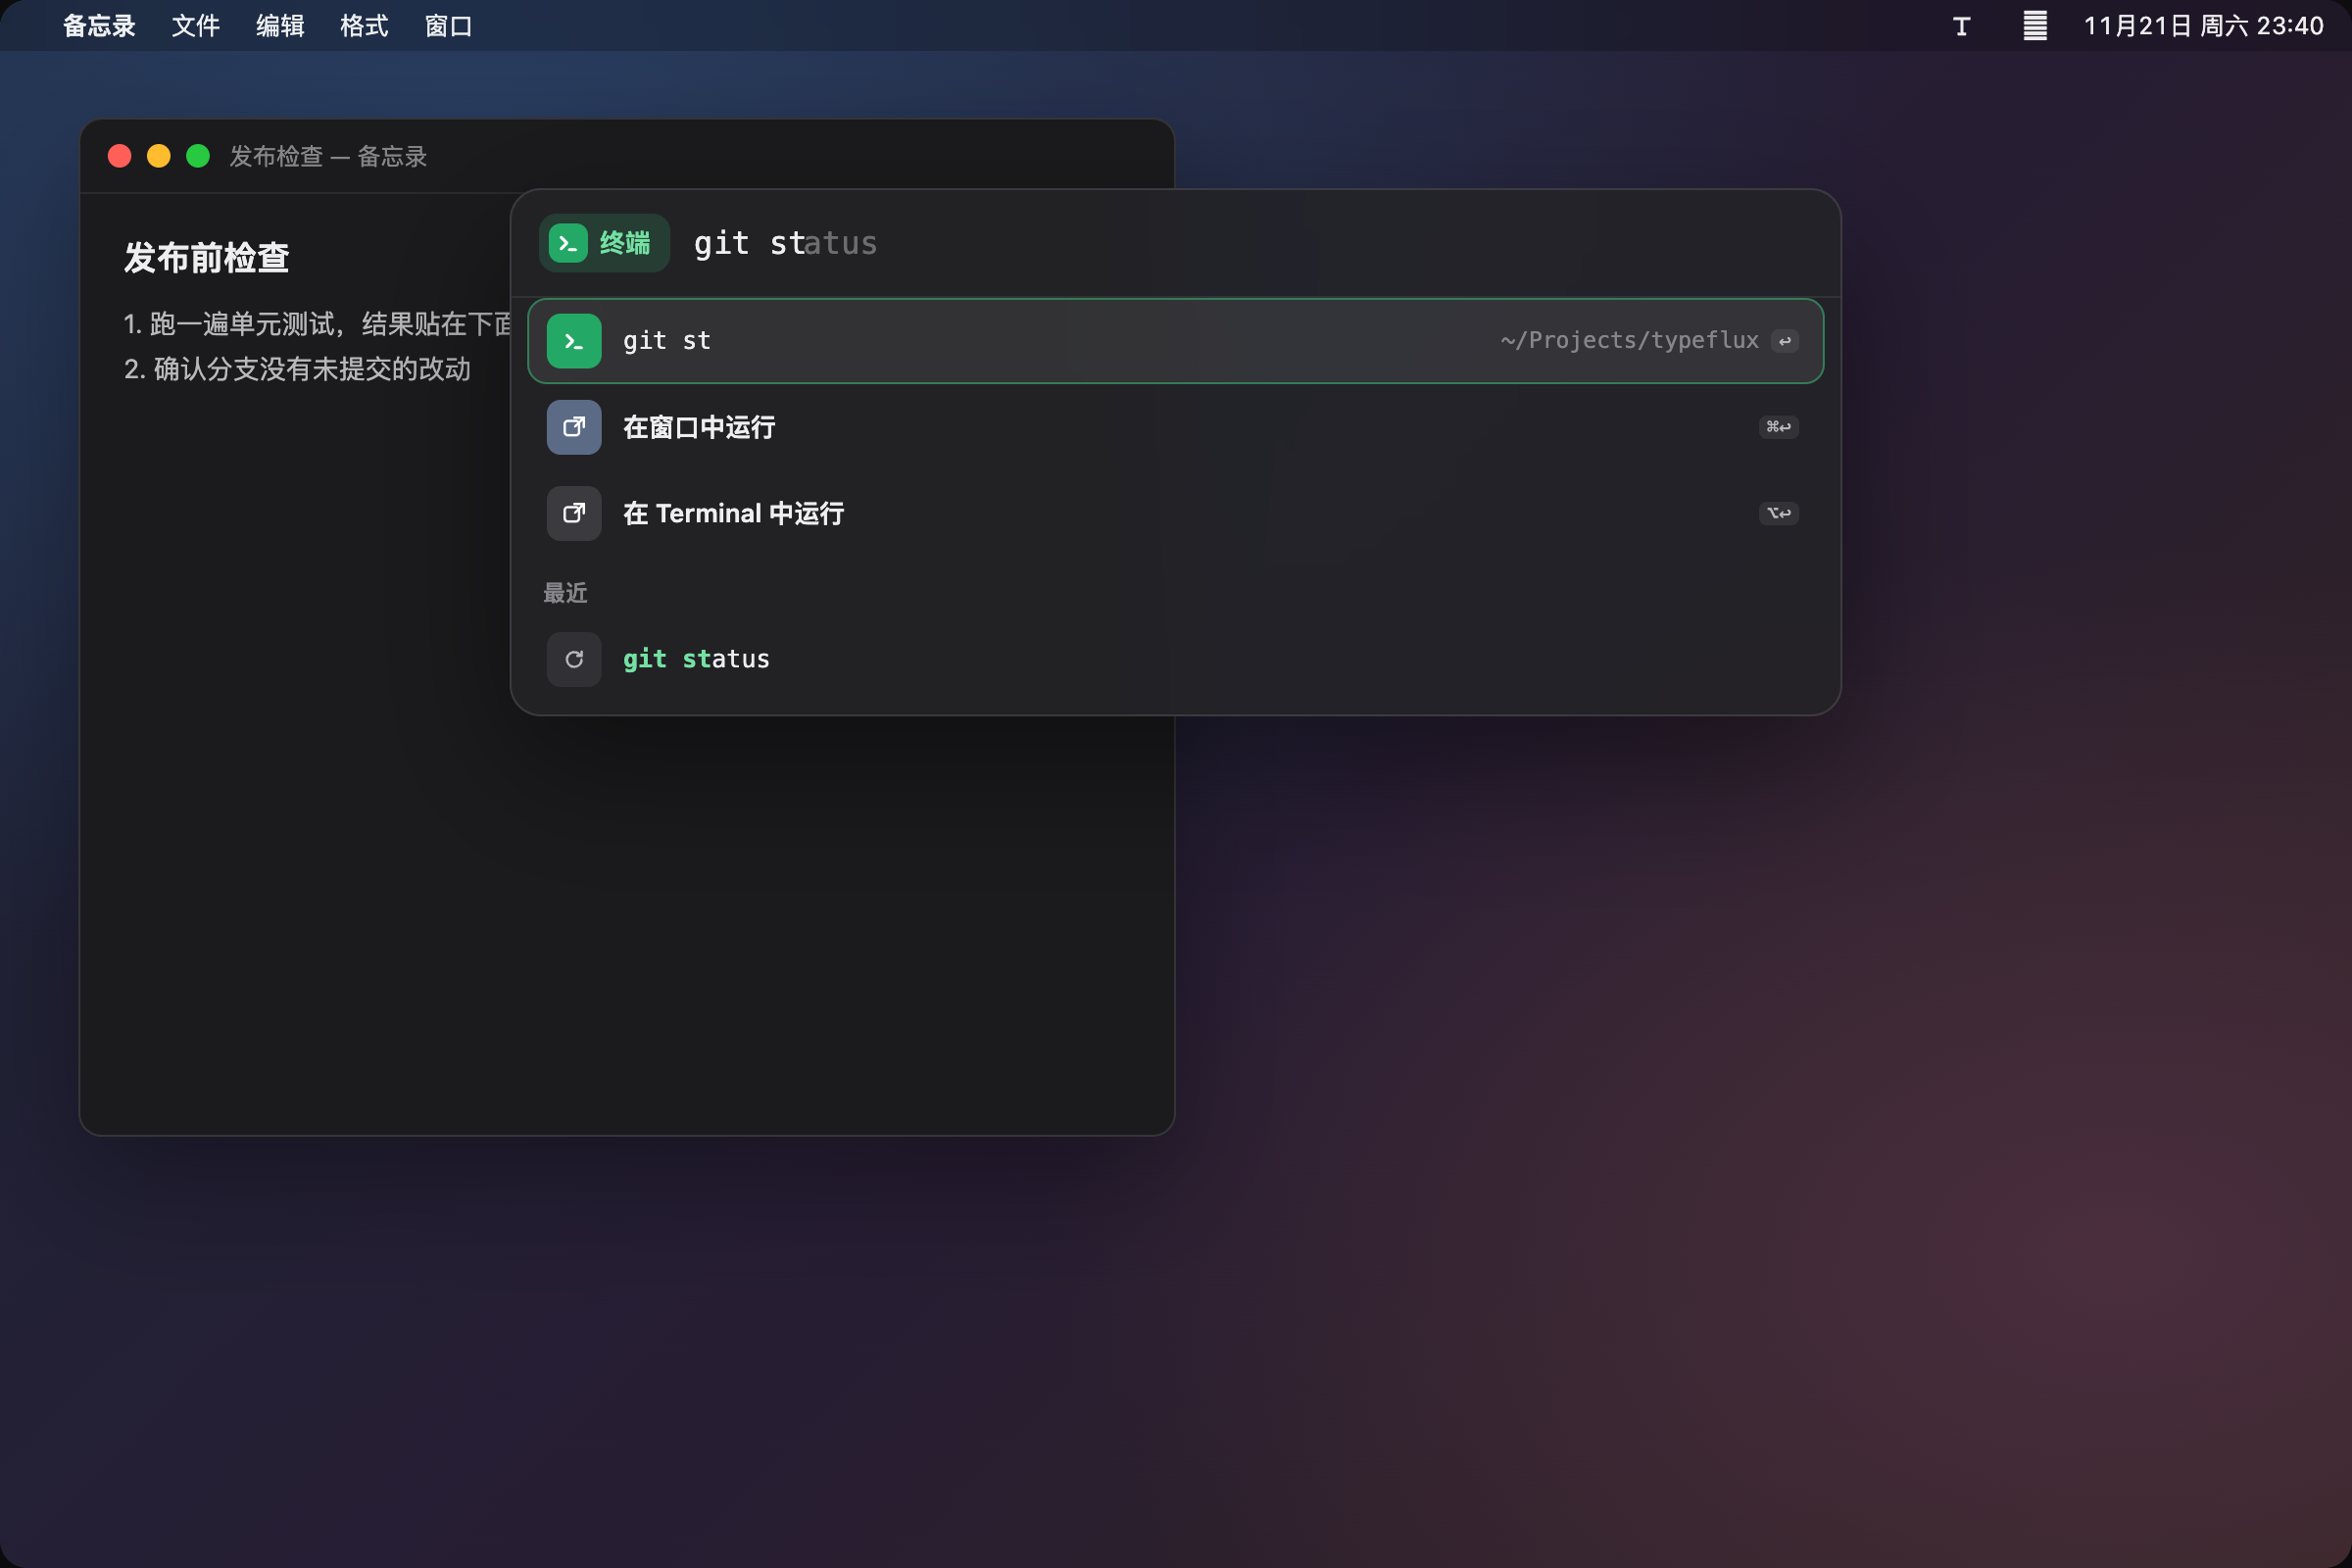 备忘录 文件 编辑 格式 窗口 11月21日 周六 23:40
发布检查 — 备忘录
发布前检查
1. 跑一遍单元测试，结果贴在下面
2. 确认分支没有未提交的改动
终端 git status
git st ~/Projects/typeflux ↩
在窗口中运行 ⌘↩
在 Terminal 中运行 ⌥↩
最近
git status